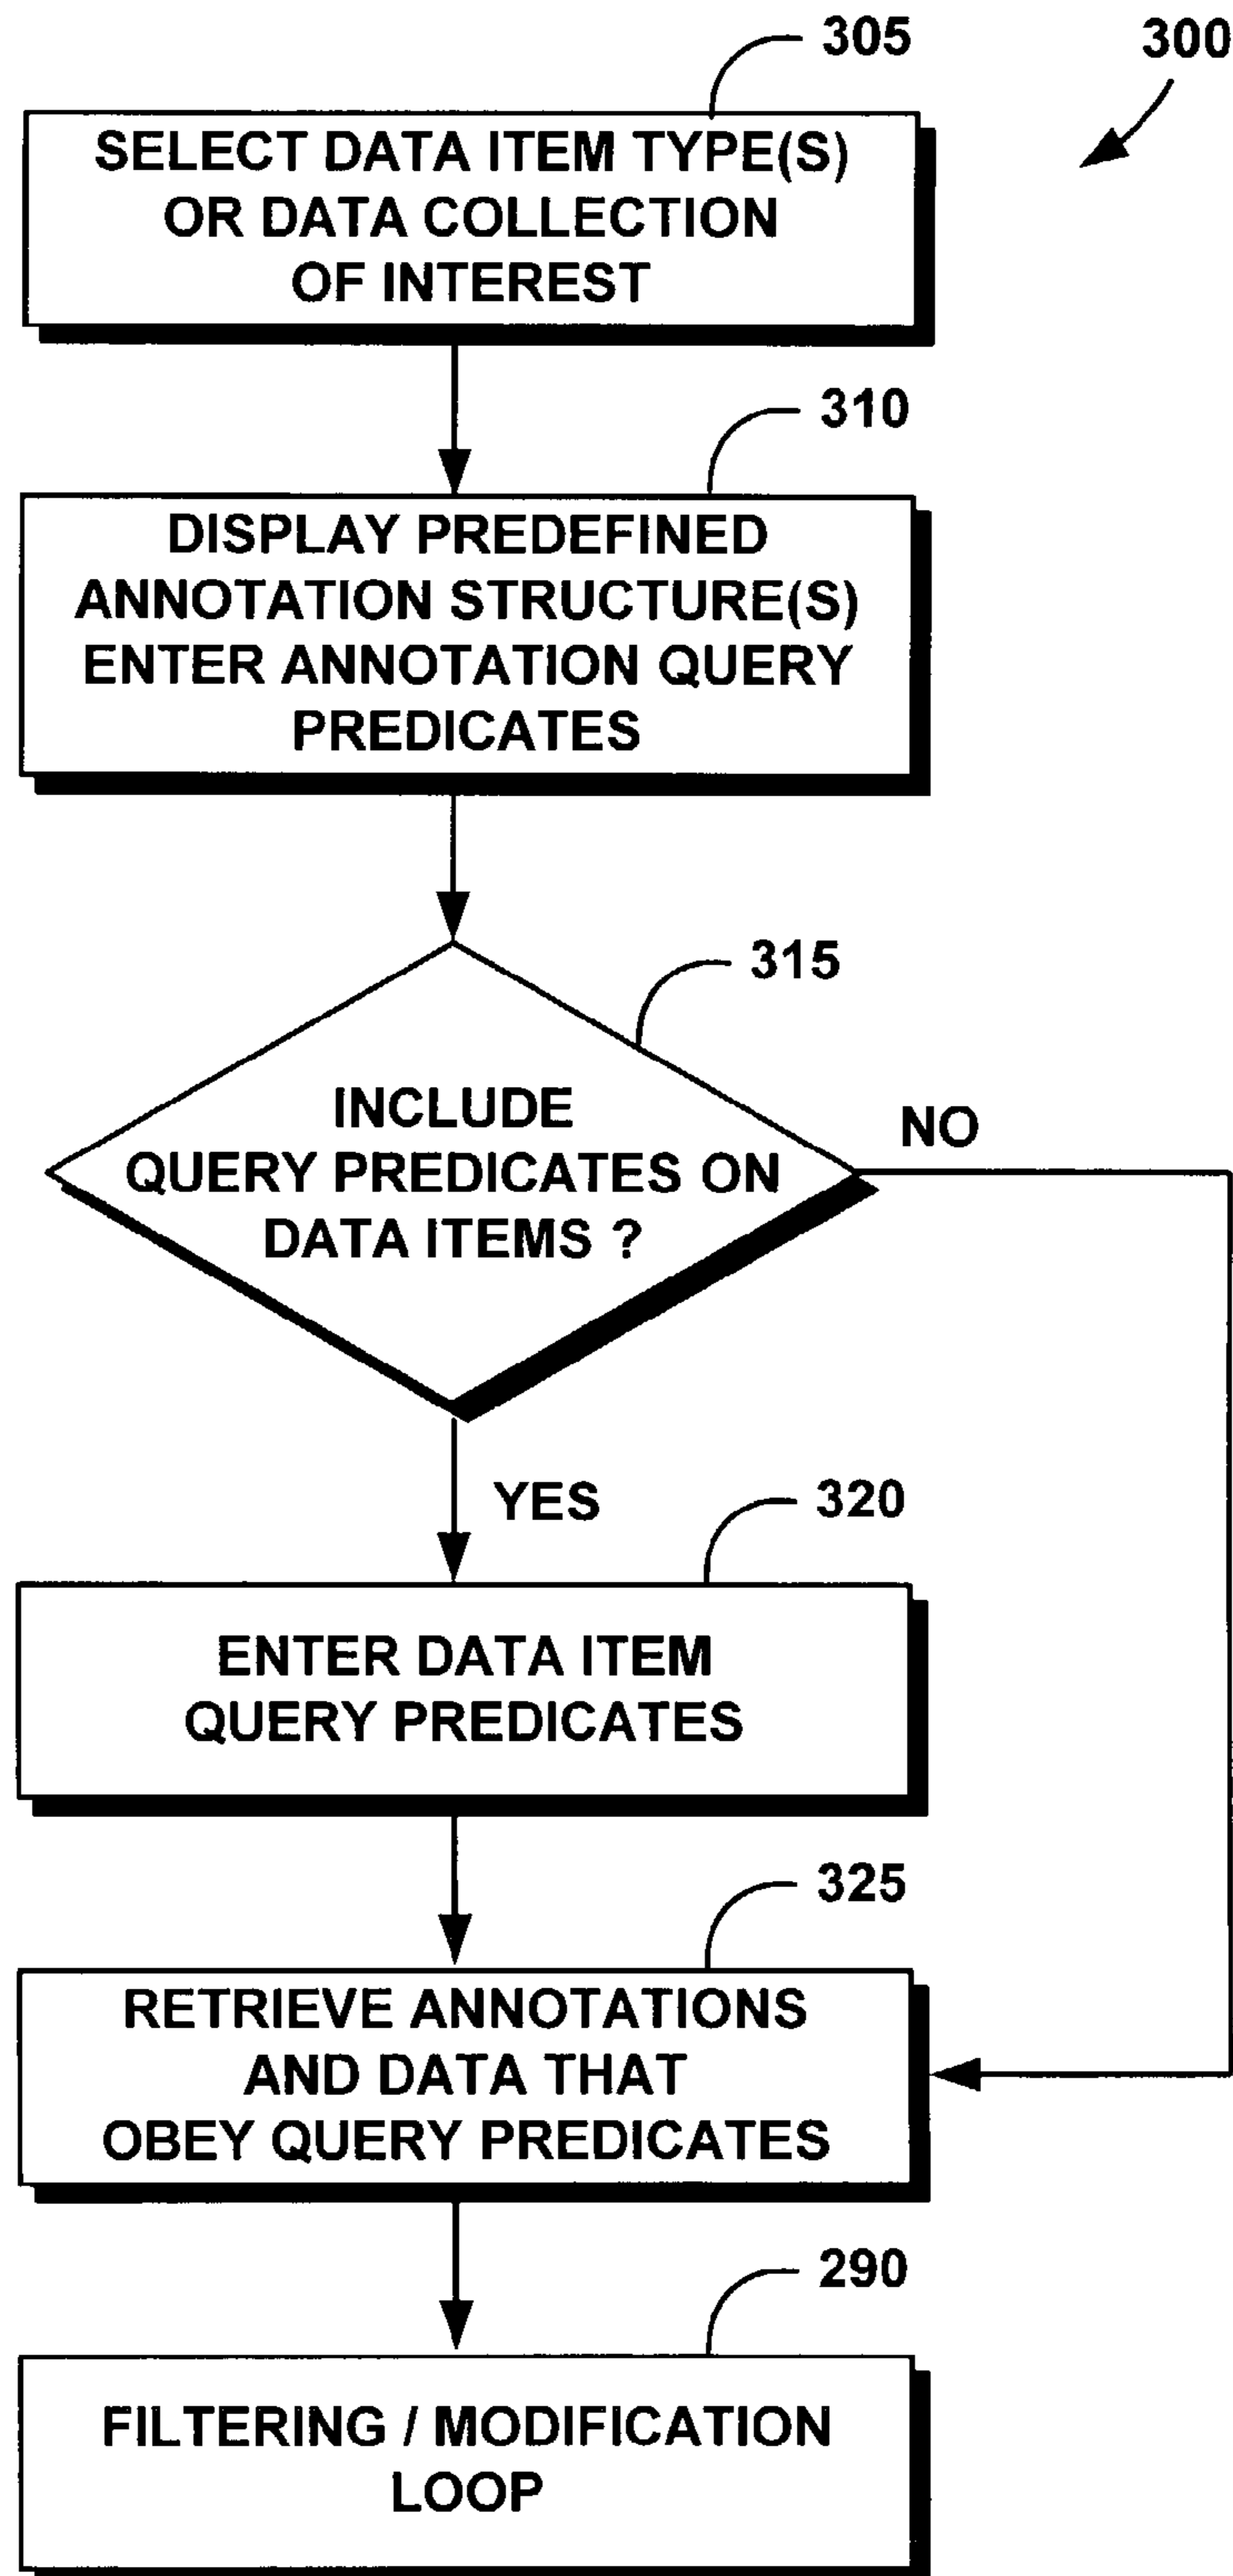 305
300
SELECT DATA ITEM TYPE(S)
OR DATA COLLECTION
OF INTEREST
310
DISPLAY PREDEFINED
ANNOTATION STRUCTURE(S)
ENTER ANNOTATION QUERY
PREDICATES
315
INCLUDE
QUERY PREDICATES ON
DATA ITEMS ?
NO
YES
320
ENTER DATA ITEM
QUERY PREDICATES
325
RETRIEVE ANNOTATIONS
AND DATA THAT
OBEY QUERY PREDICATES
290
FILTERING / MODIFICATION
LOOP